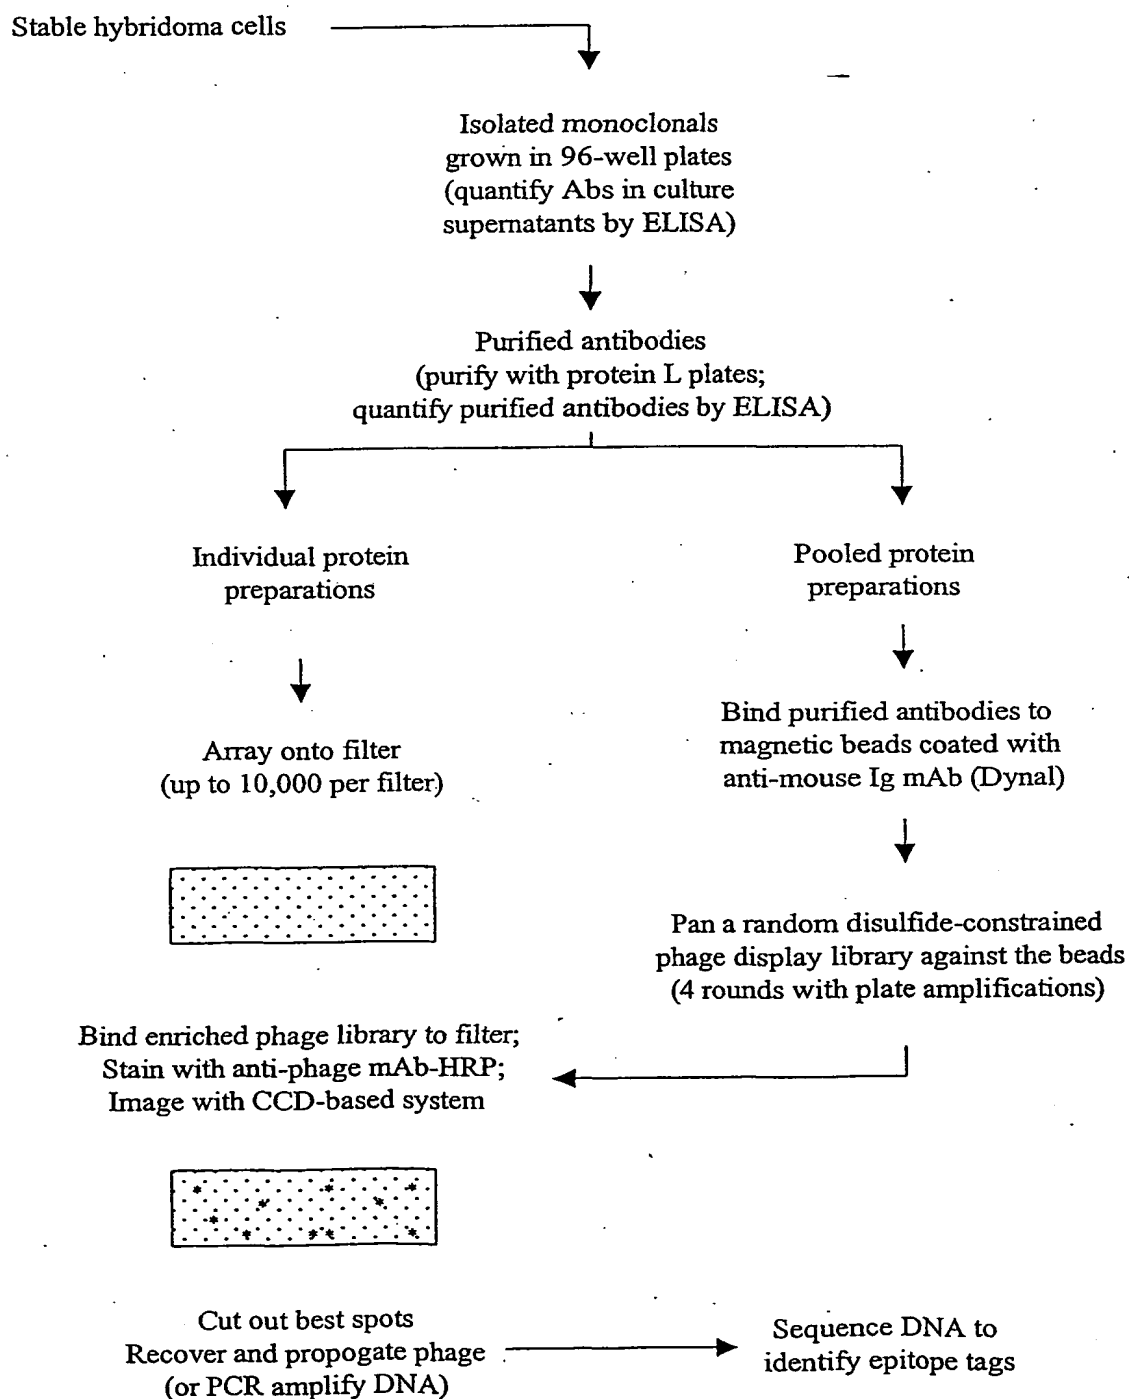 Stable hybridoma cells
Isolated monoclonals
grown in 96-well plates
(quantify Abs in culture
supernatants by ELISA)
Purified antibodies
(purify with protein L plates;
quantify purified antibodies by ELISA)
Individual protein
preparations
Array onto filter
(up to 10,000 per filter)
Pooled protein
preparations
Bind purified antibodies to
magnetic beads coated with
anti-mouse Ig mAb (Dynal)
Pan a random disulfide-constrained
phage display library against the beads
(4 rounds with plate amplifications)
Bind enriched phage library to filter;
Stain with anti-phage mAb-HRP;
Image with CCD-based system
Cut out best spots
Recover and propogate phage
(or PCR amplify DNA)
Sequence DNA to
identify epitope tags